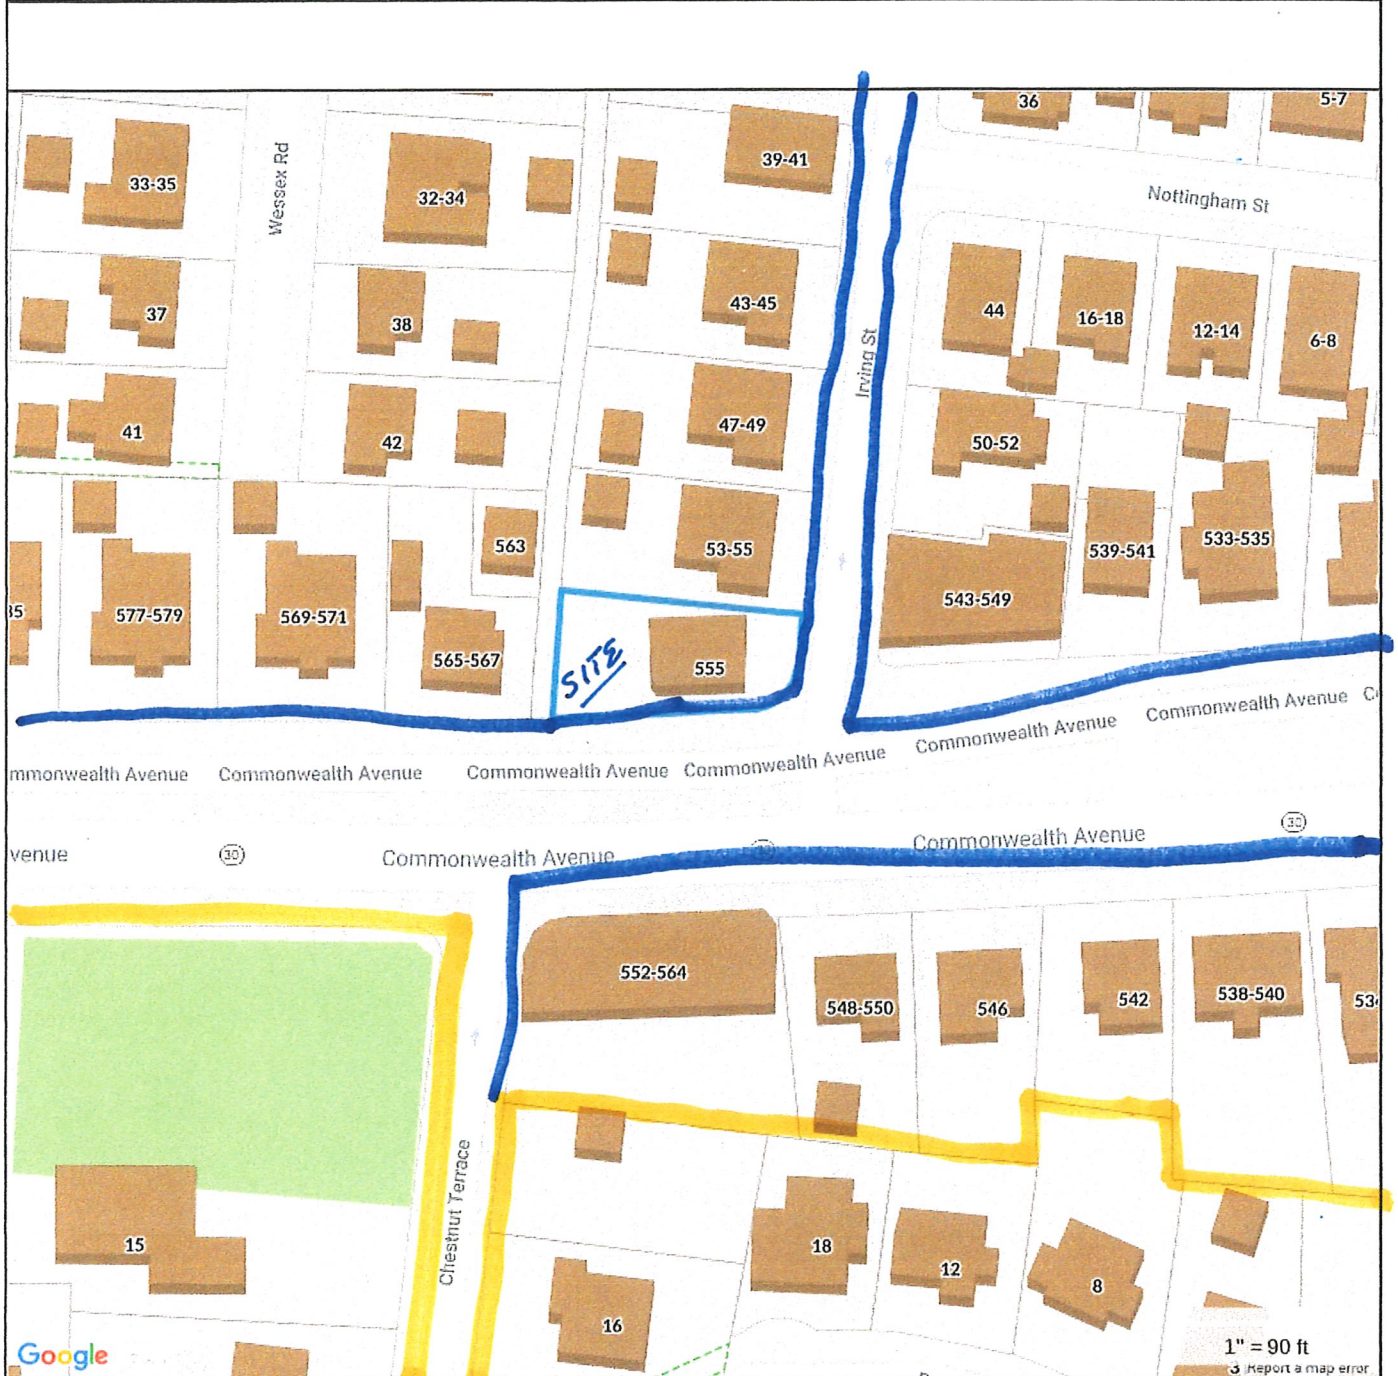 36
5-7
39-41
33-35
Wessex Rd
32-34
Nottingham St
43-45
37
38
44
16-18
12-14
6-8
Irving St
41
42
47-49
50-52
563
53-55
539-541
533-535
35
577-579
569-571
565-567
SITE
555
543-549
Commonwealth Avenue
Commonwealth Avenue
mmonwealth Avenue
Commonwealth Avenue
Commonwealth Avenue
Commonwealth Avenue
venue
30
Commonwealth Avenue
Commonwealth Avenue
30
552-564
548-550
546
542
538-540
534
Chestnut Terrace
15
18
12
8
16
Google
1" = 90 ft
3 Report a map error